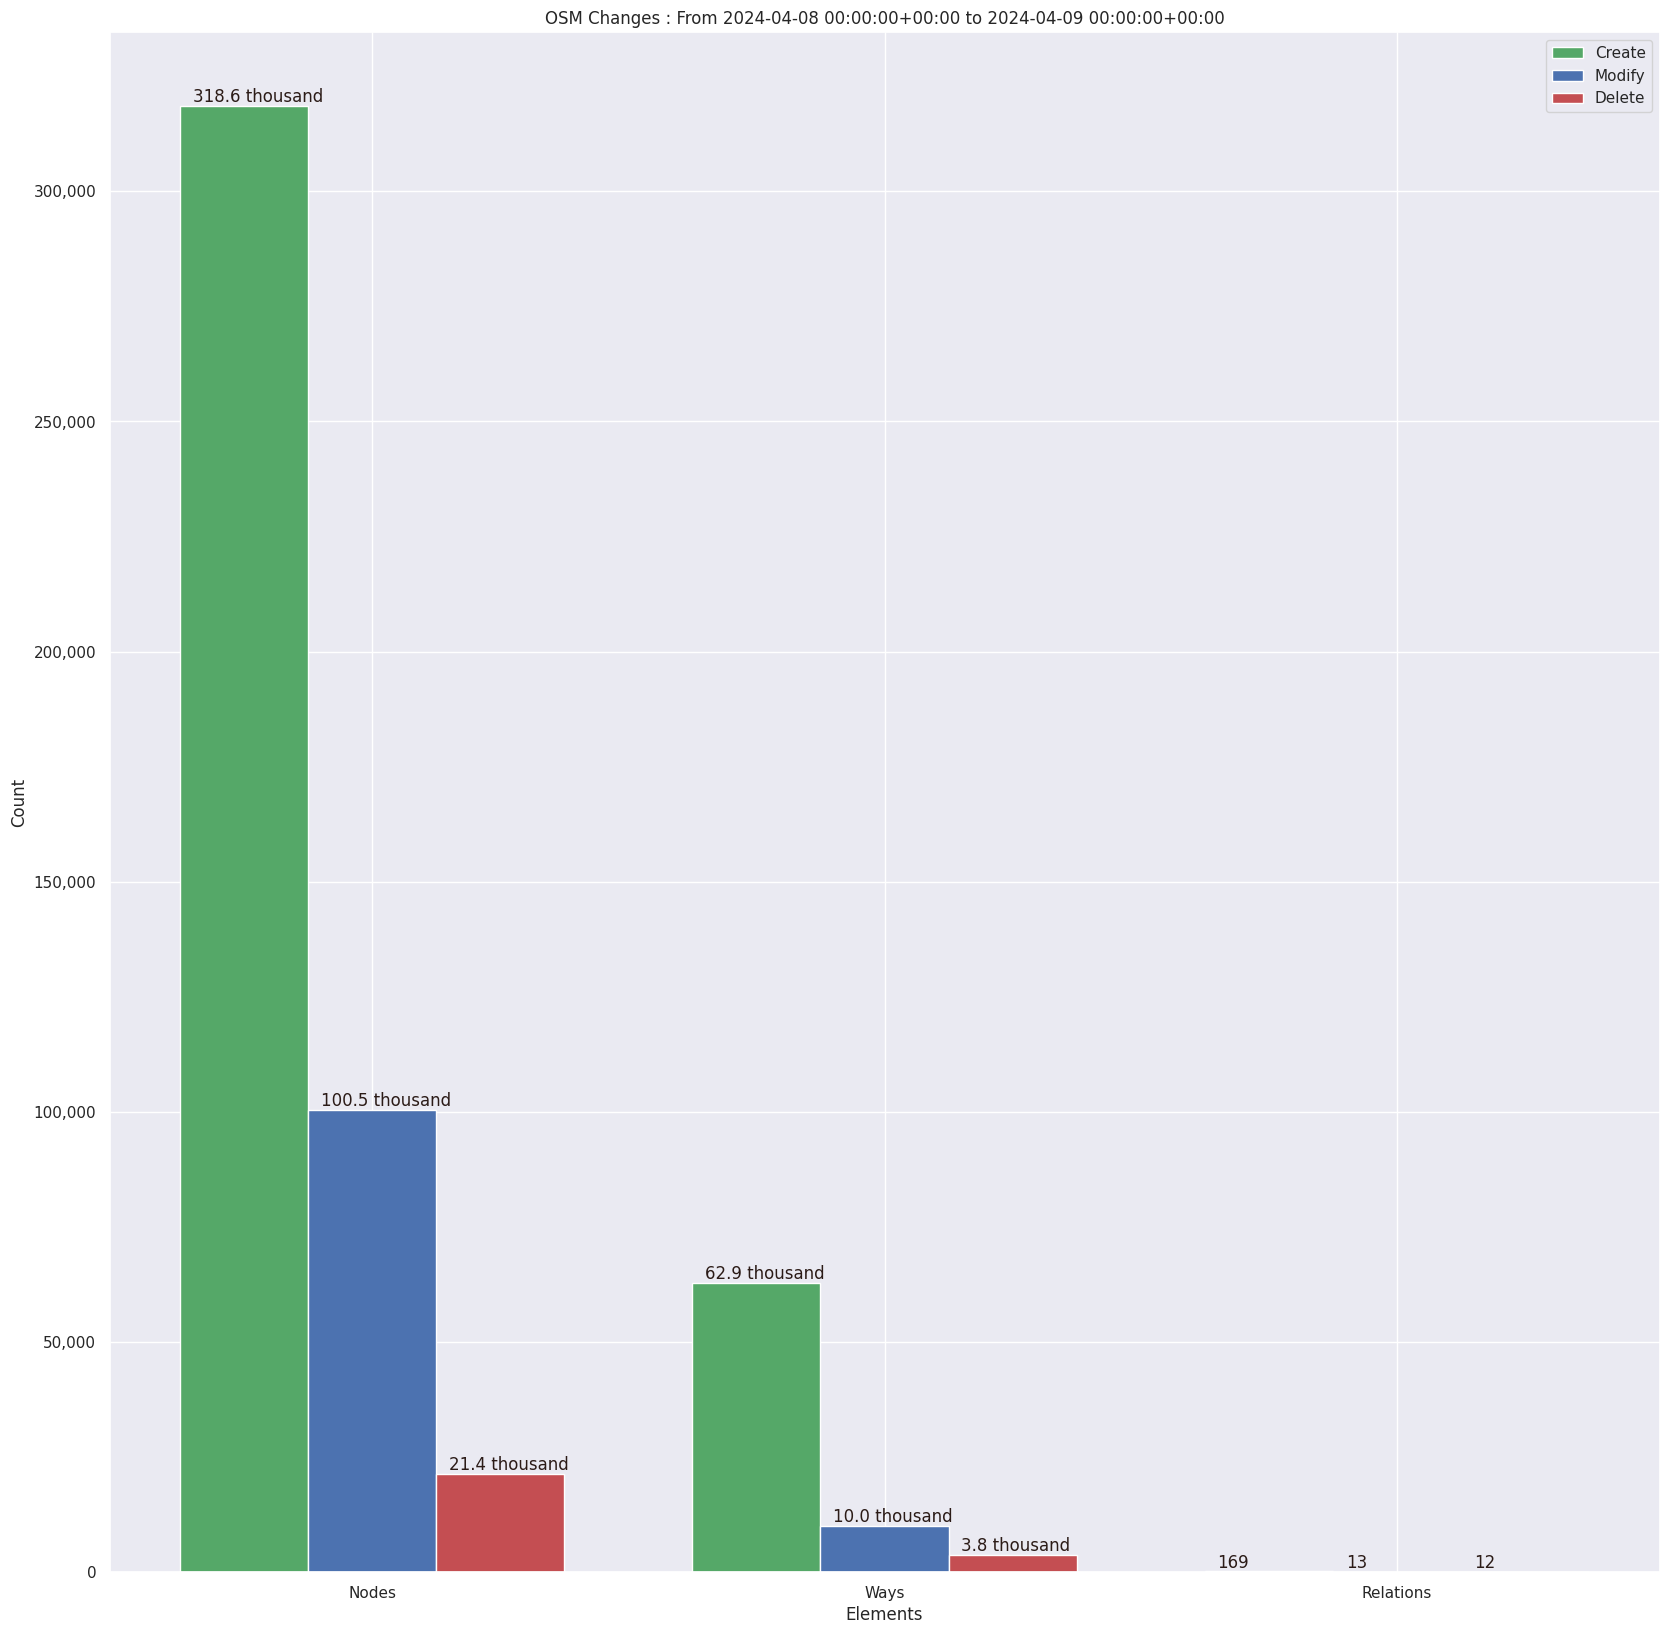 OSM Changes : From 2024-04-08 00:00:00+00:00 to 2024-04-09 00:00:00+00:00
Create
Modify
Delete
318.6 thousand
300,000
250,000
200,000
150,000
Count
100.5 thousand
100,000
62.9 thousand
50,000
21.4 thousand
10.0 thousand
3.8 thousand
169 13 12
0
Nodes Ways Relations
Elements